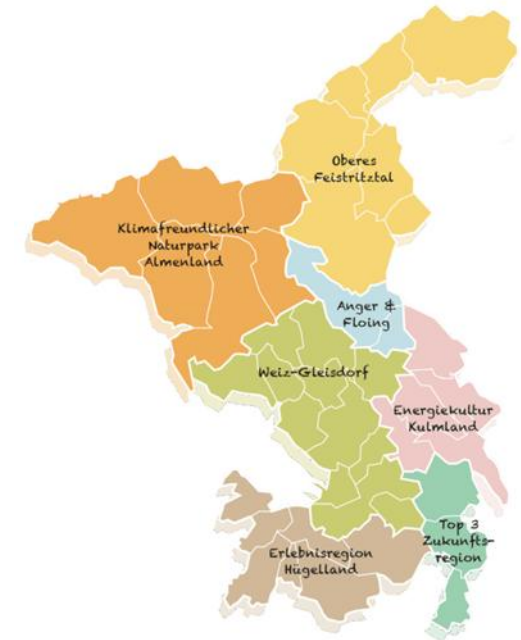 Oberes
Feistritztal
Klimafreundlicher
Naturpark
Almenland
Anger &
Floing
Weiz-Gleisdorf
Energiekultur
Kulmland
Top 3
Zukunfts-
region
Erlebnisregion
Hügelland